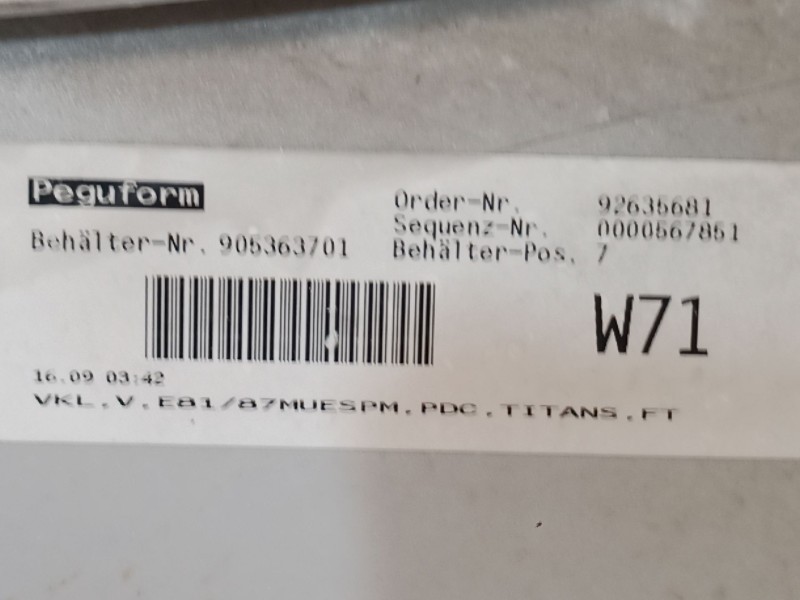 Peguform
Order-Nr. 92635681
Sequenz-Nr. 0000567851
Behälter-Nr. 905363701
Behälter-Pos. 7
W71
16.09 03:42
VKL.V.E81/87MUESPM.PDC.TITANS.FT